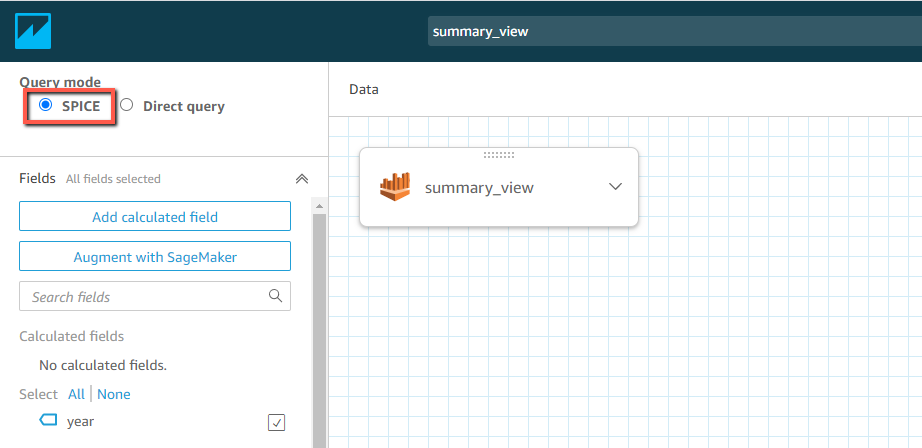 summary_view
Query mode
SPICE Direct query
Data
Fields All fields selected
summary_view
Add calculated field
Augment with SageMaker
Search fields
Calculated fields
No calculated fields.
Select All | None
year